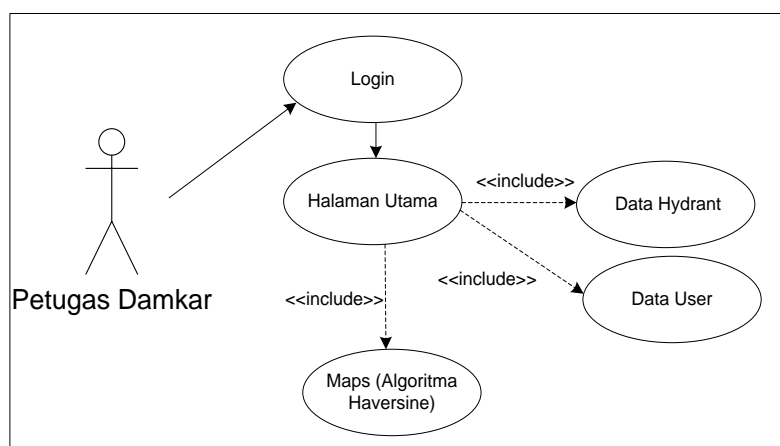 Login
Halaman Utama
<<include>>
Data Hydrant
<<include>>
Data User
Petugas Damkar
<<include>>
Maps (Algoritma
Haversine)